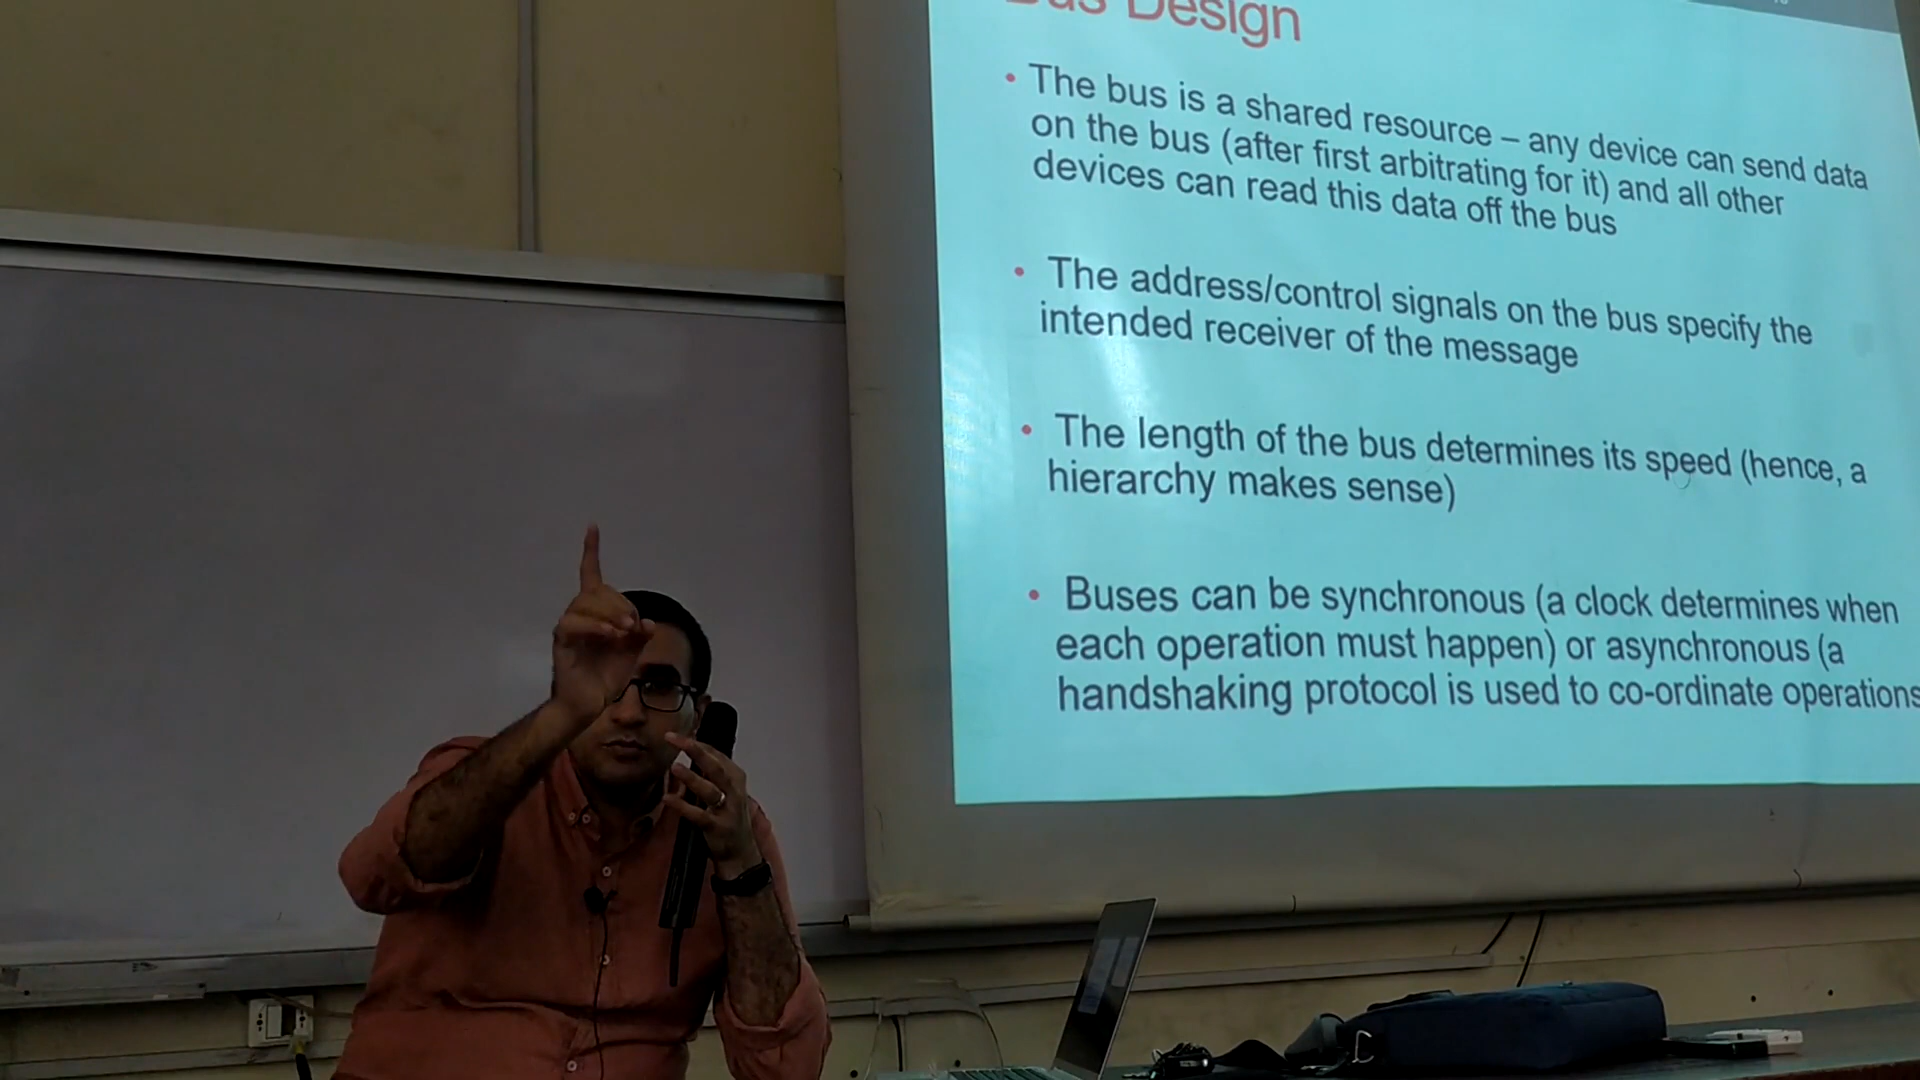 Bus Design
• The bus is a shared resource – any device can send data
on the bus (after first arbitrating for it) and all other
devices can read this data off the bus
• The address/control signals on the bus specify the
intended receiver of the message
• The length of the bus determines its speed (hence, a
hierarchy makes sense)
• Buses can be synchronous (a clock determines when
each operation must happen) or asynchronous (a
handshaking protocol is used to co-ordinate operations